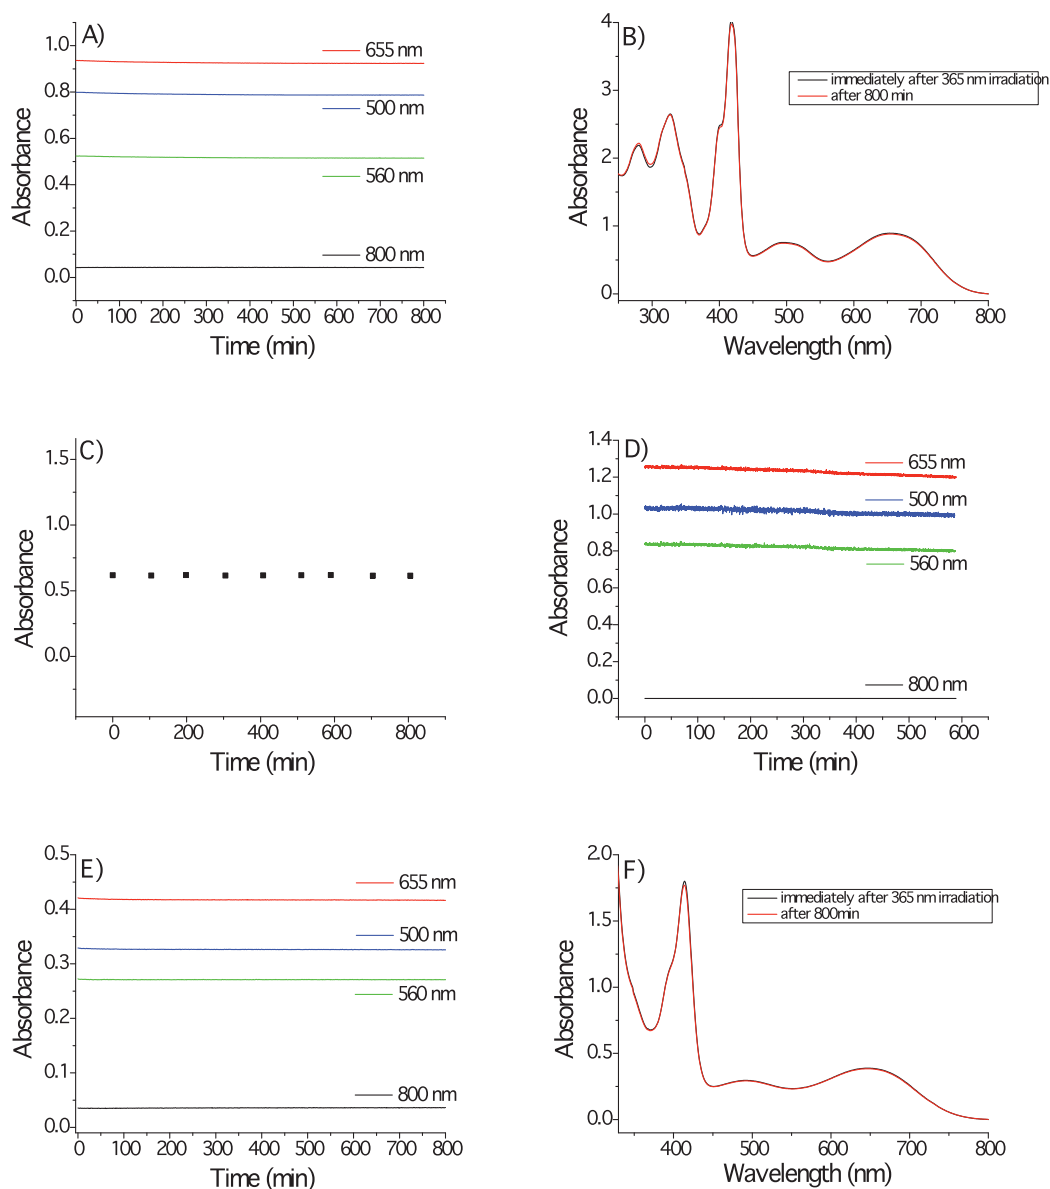 A)
Absorbance
1.0
0.8
0.6
0.4
0.2
0.0
655 nm
500 nm
560 nm
800 nm
0 100 200 300 400 500 600 700 800
Time (min)
B)
Absorbance
4
3
2
1
0
immediately after 365 nm irradiation
after 800 min
300 400 500 600 700 800
Wavelength (nm)
C)
Absorbance
1.5
1.0
0.5
0.0
0 200 400 600 800
Time (min)
D)
Absorbance
1.4
1.2
1.0
0.8
0.6
0.4
0.2
0.0
655 nm
500 nm
560 nm
800 nm
0 100 200 300 400 500 600
Time (min)
E)
Absorbance
0.5
0.4
0.3
0.2
0.1
0.0
655 nm
500 nm
560 nm
800 nm
0 100 200 300 400 500 600 700 800
Time (min)
F)
Absorbance
2.0
1.5
1.0
0.5
0.0
immediately after 365 nm irradiation
after 800min
400 500 600 700 800
Wavelength (nm)